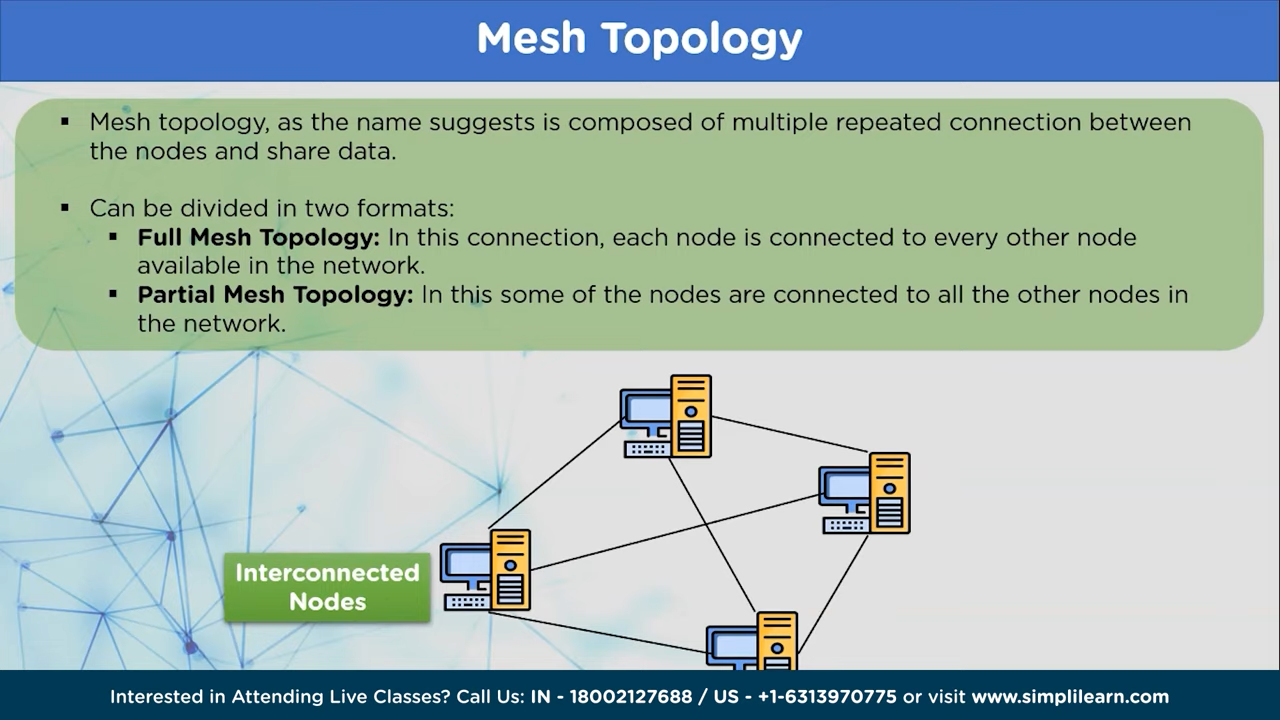 Mesh Topology
▪ Mesh topology, as the name suggests is composed of multiple repeated connection between
the nodes and share data.
▪ Can be divided in two formats:
▪ Full Mesh Topology: In this connection, each node is connected to every other node
available in the network.
▪ Partial Mesh Topology: In this some of the nodes are connected to all the other nodes in
the network.
Interconnected
Nodes
Interested in Attending Live Classes? Call Us: IN - 18002127688 / US - +1-6313970775 or visit www.simplilearn.com